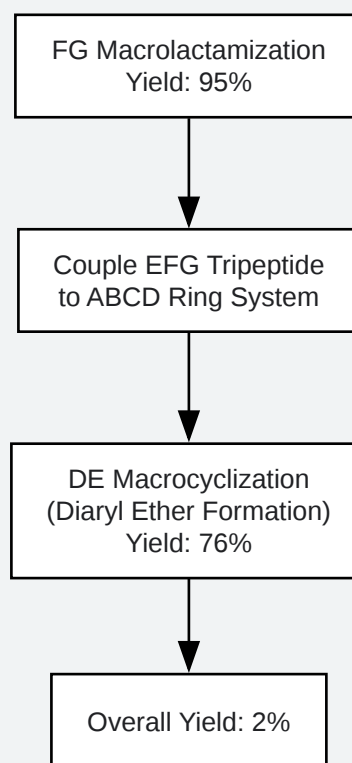 FG Macrolactamization
Yield: 95%
Couple EFG Tripeptide
to ABCD Ring System
DE Macrocyclization
(Diaryl Ether Formation)
Yield: 76%
Overall Yield: 2%